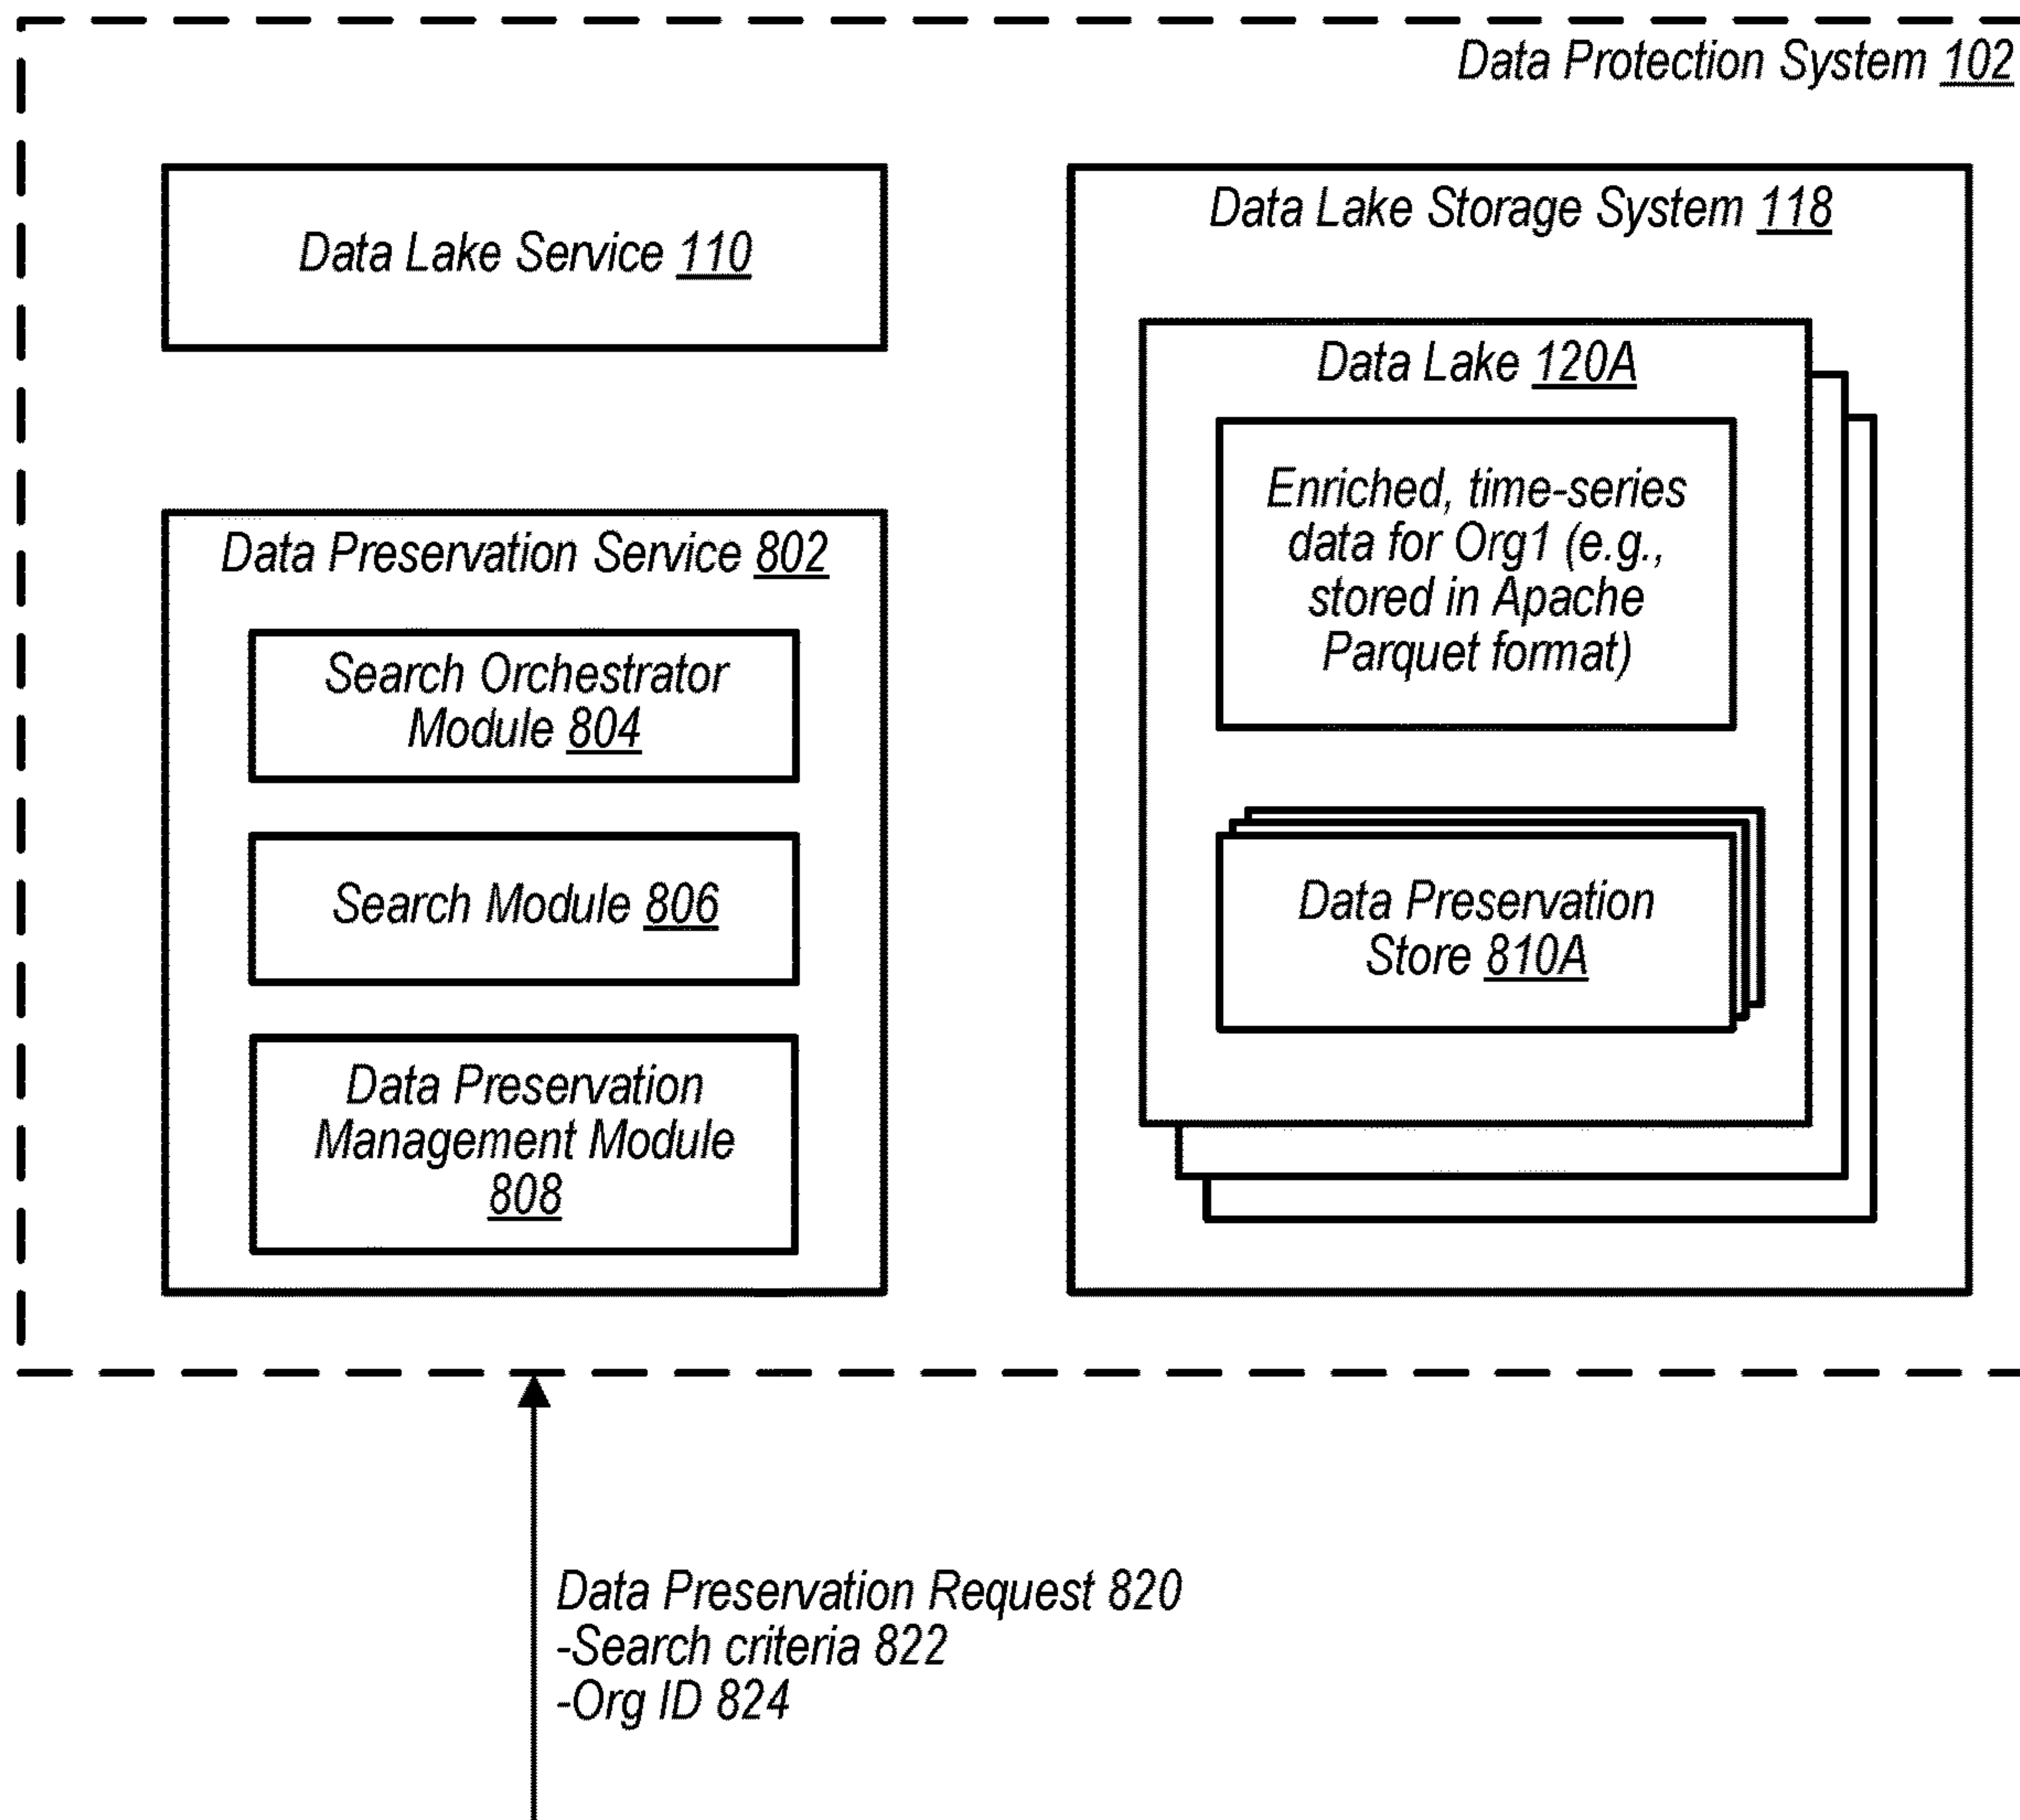 Data Protection System 102
Data Lake Service 110
Data Preservation Service 802
Search Orchestrator
Module 804
Search Module 806
Data Preservation
Management Module
808
Data Lake Storage System 118
Data Lake 120A
Enriched, time-series
data for Org1 (e.g.,
stored in Apache
Parquet format)
Data Preservation
Store 810A
Data Preservation Request 820
-Search criteria 822
-Org ID 824